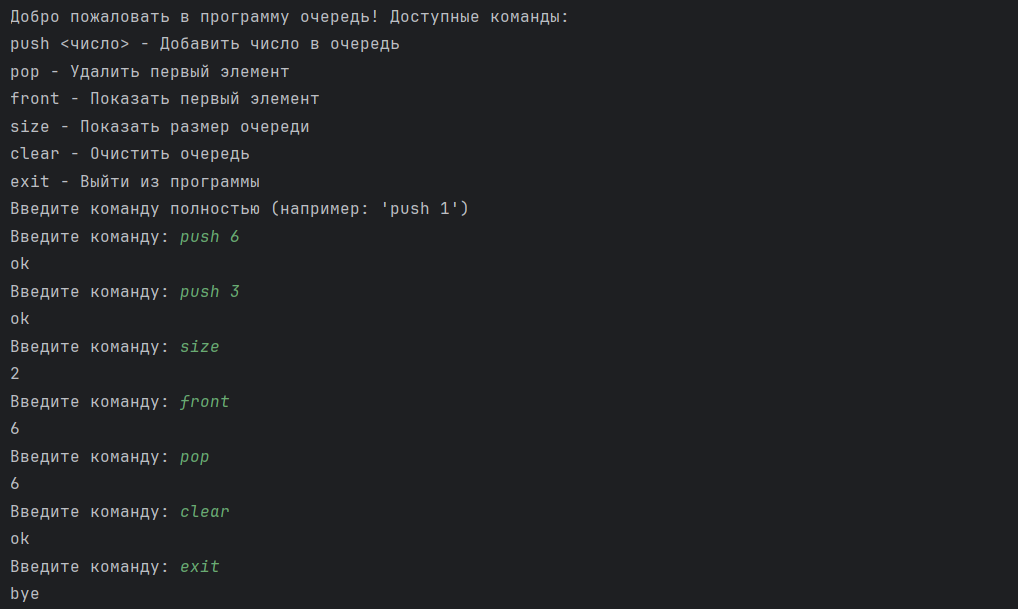 Добро пожаловать в программу очередь! Доступные команды:
push <число> - Добавить число в очередь
pop - Удалить первый элемент
front - Показать первый элемент
size - Показать размер очереди
clear - Очистить очередь
exit - Выйти из программы
Введите команду полностью (например: 'push 1')
Введите команду: push 6
ok
Введите команду: push 3
ok
Введите команду: size
2
Введите команду: front
6
Введите команду: pop
6
Введите команду: clear
ok
Введите команду: exit
bye